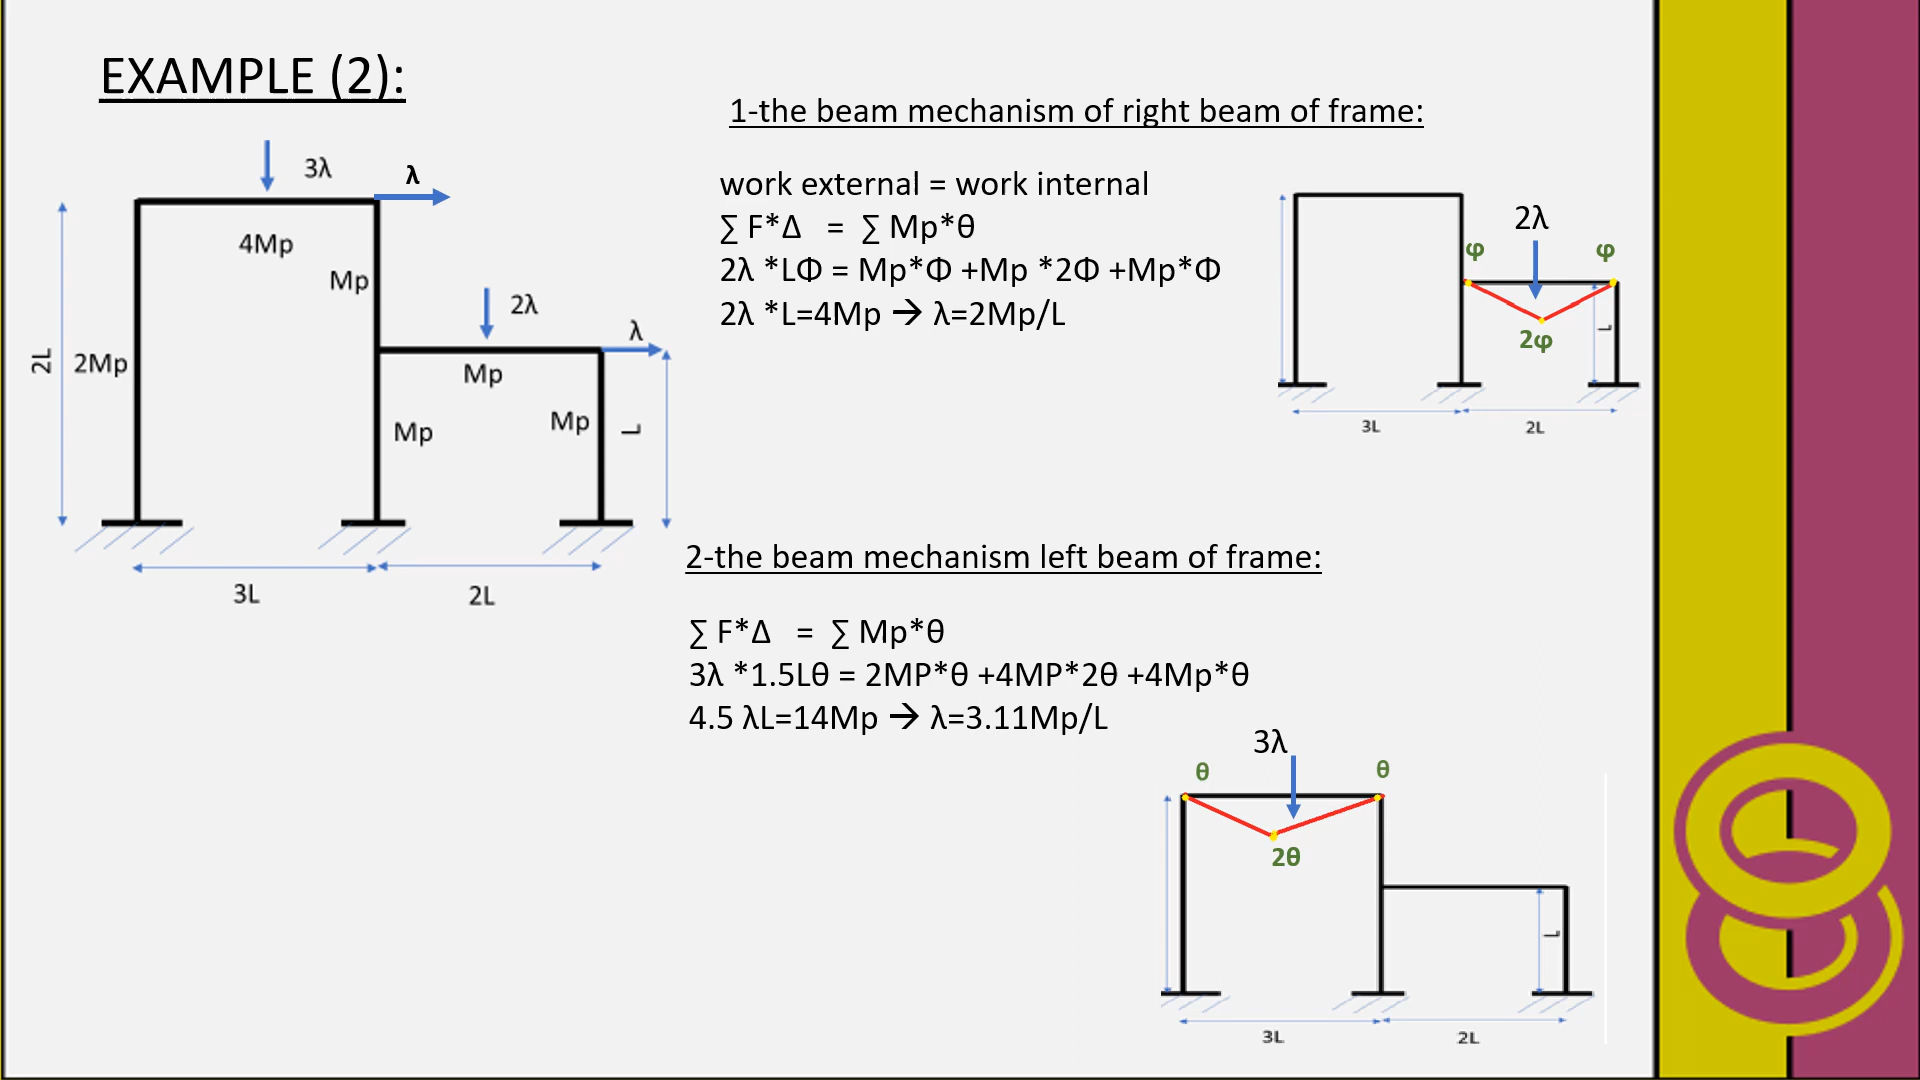 EXAMPLE (2):
3λ
λ
4Mp
Mp
2λ
λ
2L
2Mp
Mp
Mp
Mp
L
3L
2L
1-the beam mechanism of right beam of frame:
work external = work internal
∑ F*Δ = ∑ Mp*θ
2λ *LΦ = Mp*Φ +Mp *2Φ +Mp*Φ
2λ *L=4Mp → λ=2Mp/L
2λ
φ
φ
2φ
L
3L
2L
2-the beam mechanism left beam of frame:
∑ F*Δ = ∑ Mp*θ
3λ *1.5Lθ = 2MP*θ +4MP*2θ +4Mp*θ
4.5 λL=14Mp → λ=3.11Mp/L
3λ
θ
θ
2θ
L
3L
2L